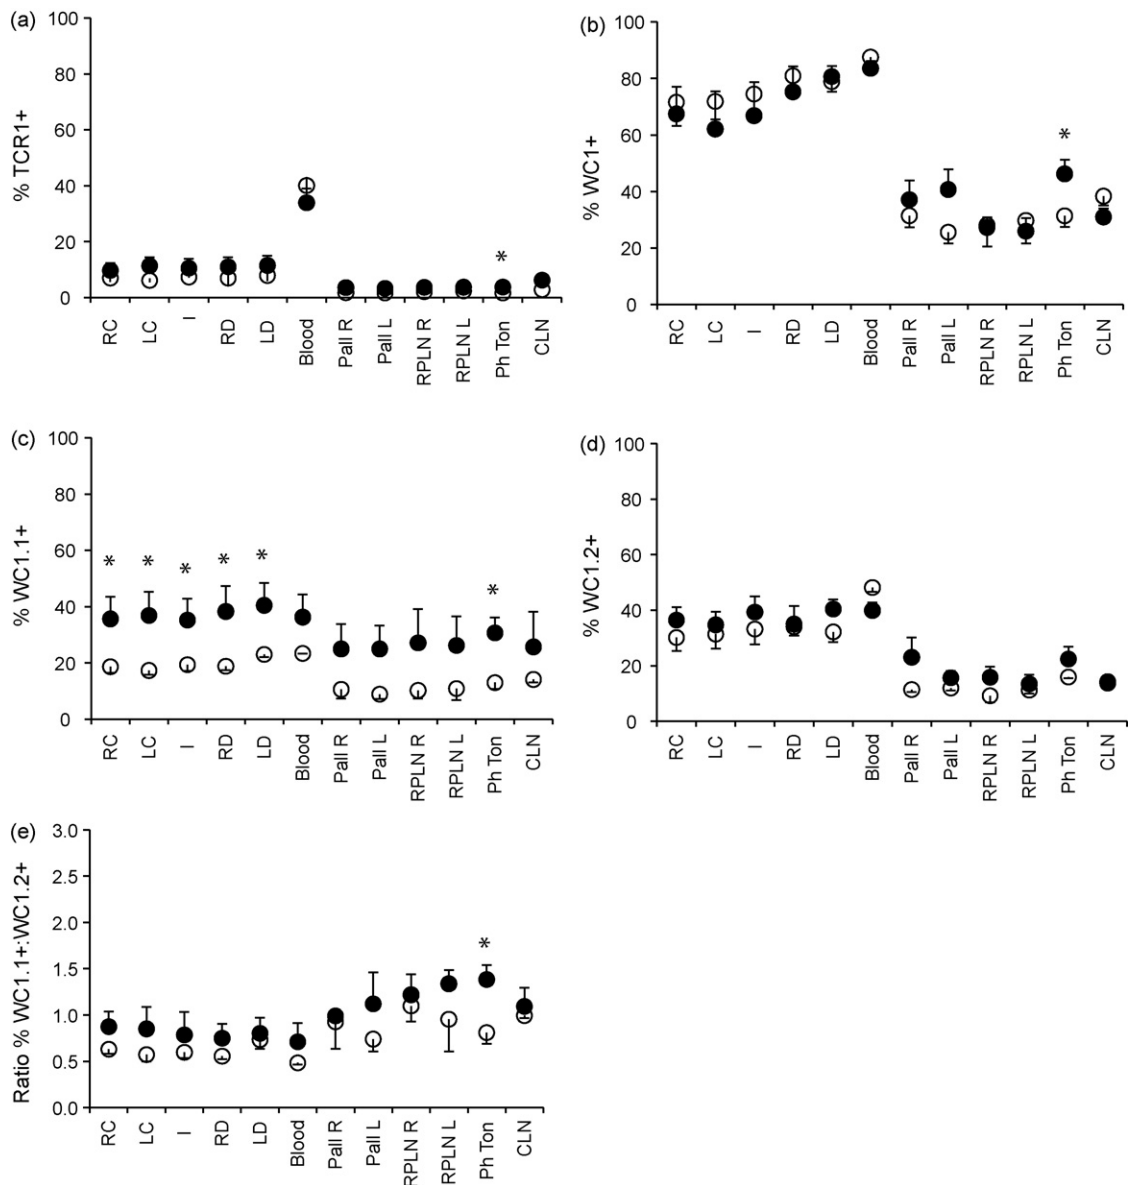 (a)
% TCR1+
100
80
60
40
20
0
RC
LC
I
RD
LD
Blood
Pall R
Pall L
RPLN R
RPLN L
Ph Ton
CLN
*
(b)
% WC1+
100
80
60
40
20
0
RC
LC
I
RD
LD
Blood
Pall R
Pall L
RPLN R
RPLN L
Ph Ton
CLN
*
(c)
% WC1.1+
100
80
60
40
20
0
RC
LC
I
RD
LD
Blood
Pall R
Pall L
RPLN R
RPLN L
Ph Ton
CLN
* * * * * *
(d)
% WC1.2+
100
80
60
40
20
0
RC
LC
I
RD
LD
Blood
Pall R
Pall L
RPLN R
RPLN L
Ph Ton
CLN
(e)
Ratio % WC1.1+:WC1.2+
3.0
2.5
2.0
1.5
1.0
0.5
0.0
RC
LC
I
RD
LD
Blood
Pall R
Pall L
RPLN R
RPLN L
Ph Ton
CLN
*